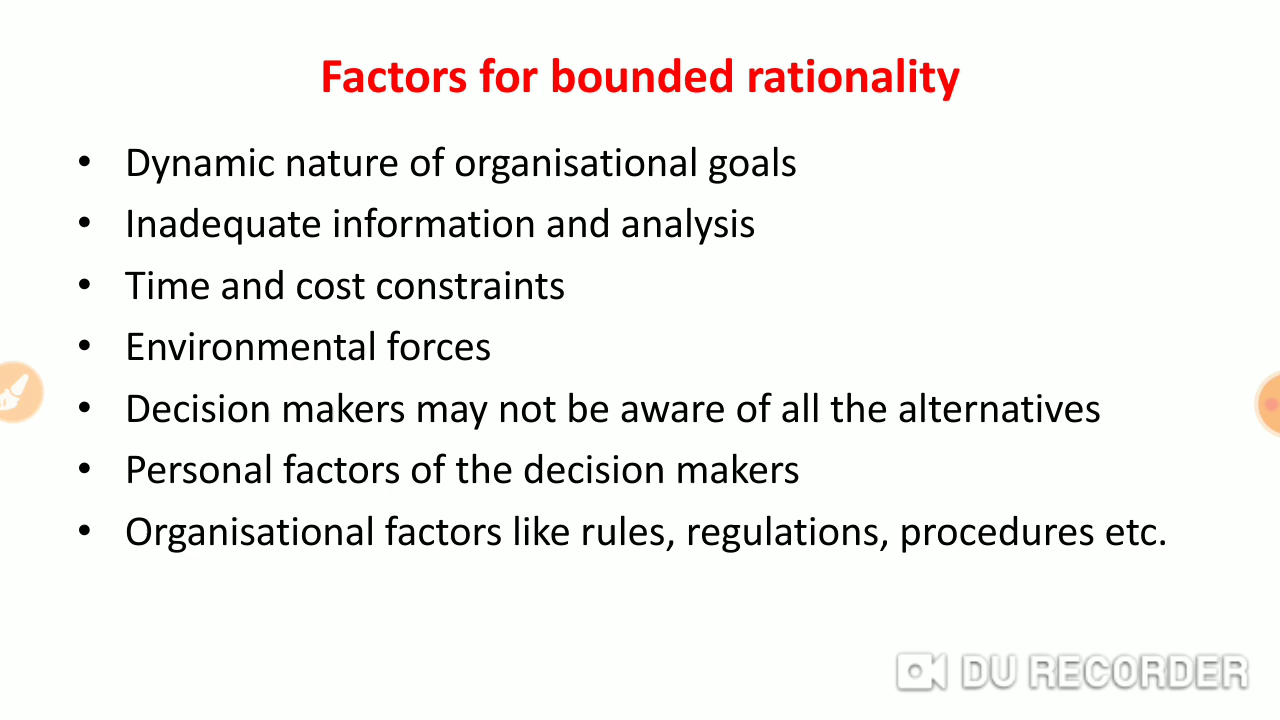 Factors for bounded rationality
• Dynamic nature of organisational goals
• Inadequate information and analysis
• Time and cost constraints
• Environmental forces
• Decision makers may not be aware of all the alternatives
• Personal factors of the decision makers
• Organisational factors like rules, regulations, procedures etc.
DU RECORDER